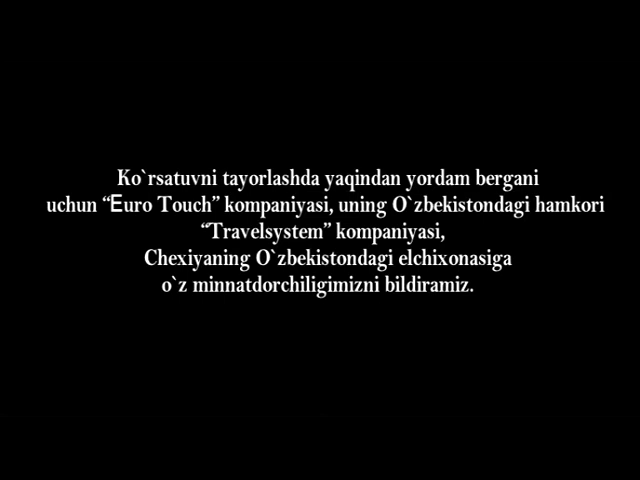 Ko`rsatuvni tayorlashda yaqindan yordam bergani
uchun “Euro Touch” kompaniyasi, uning O`zbekistondagi hamkori
“Travelsystem” kompaniyasi,
Chexiyaning O`zbekistondagi elchixonasiga
o`z minnatdorchiligimizni bildiramiz.